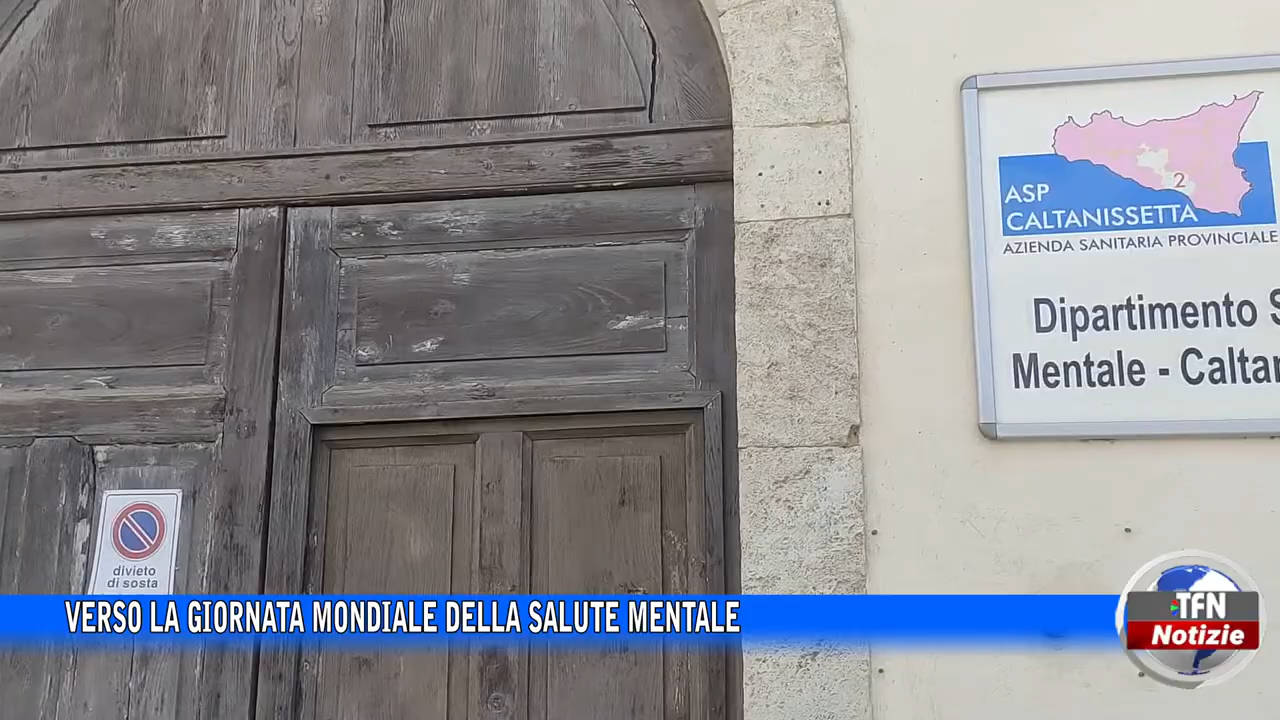 2
ASP
CALTANISSETTA
AZIENDA SANITARIA PROVINCIALE
Dipartimento
Mentale -
divieto
di sosta
VERSO LA GIORNATA MONDIALE DELLA SALUTE MENTALE
TFN
Notizie